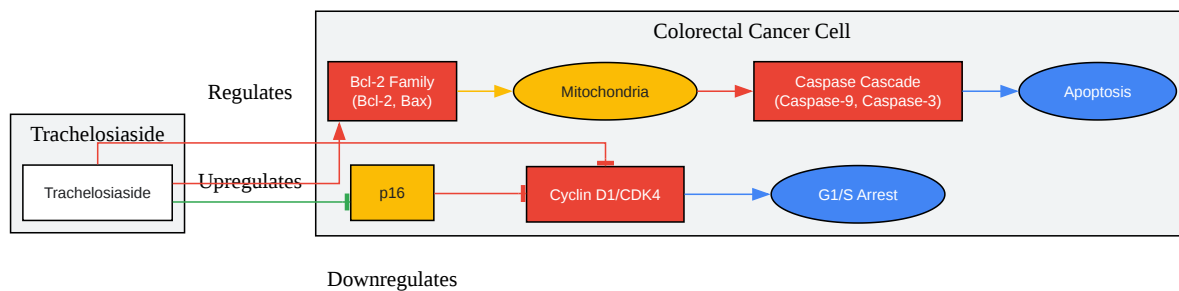 Colorectal Cancer Cell
Bcl-2 Family
(Bcl-2, Bax)
Mitochondria
Caspase Cascade
(Caspase-9, Caspase-3)
Apoptosis
Regulates
Trachelosiaside
Trachelosiaside
Upregulates
p16
Cyclin D1/CDK4
G1/S Arrest
Downregulates